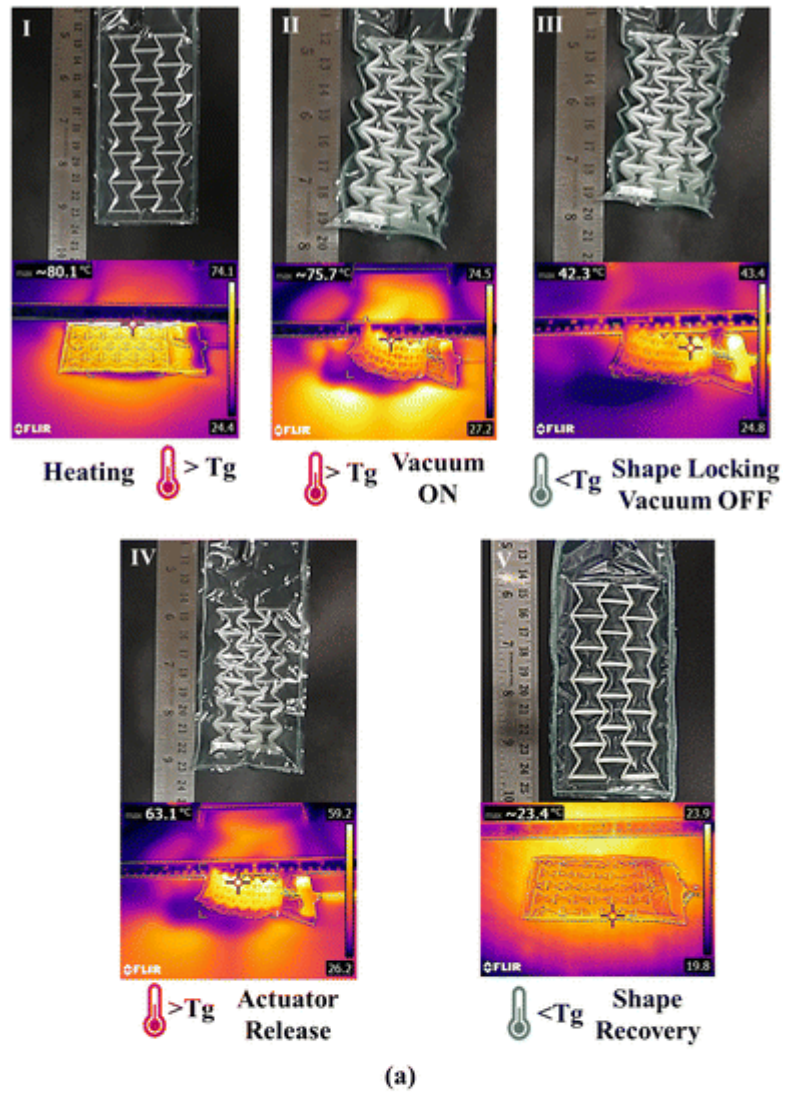 I
II
III
max ~80.1 °C
74.1
max ~75.7 °C
74.5
max 42.3 °C
43.4
FLIR
24.4
FLIR
27.2
FLIR
24.8
Heating > Tg
> Tg Vacuum
ON
<Tg Shape Locking
Vacuum OFF
IV
V
max 63.1 °C
59.2
max ~23.4 °C
23.9
FLIR
26.2
FLIR
19.8
>Tg Actuator
Release
<Tg Shape
Recovery
(a)